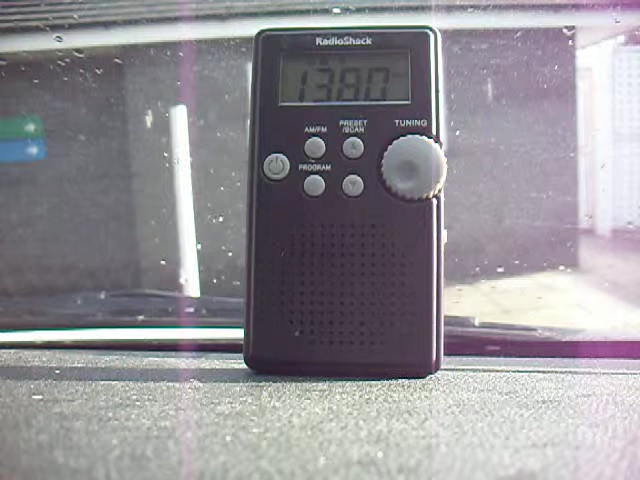 RadioShack
1380
AM/FM
PRESET
/SCAN
TUNING
PROGRAM